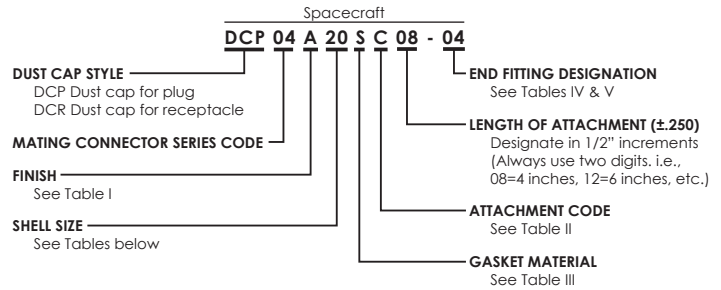 Spacecraft
DCP 04 A 20 S C 08 - 04
DUST CAP STYLE
DCP Dust cap for plug
DCR Dust cap for receptacle
MATING CONNECTOR SERIES CODE
FINISH
See Table I
SHELL SIZE
See Tables below
END FITTING DESIGNATION
See Tables IV & V
LENGTH OF ATTACHMENT (±.250)
Designate in 1/2” increments
(Always use two digits. i.e.,
08=4 inches, 12=6 inches, etc.)
ATTACHMENT CODE
See Table II
GASKET MATERIAL
See Table III